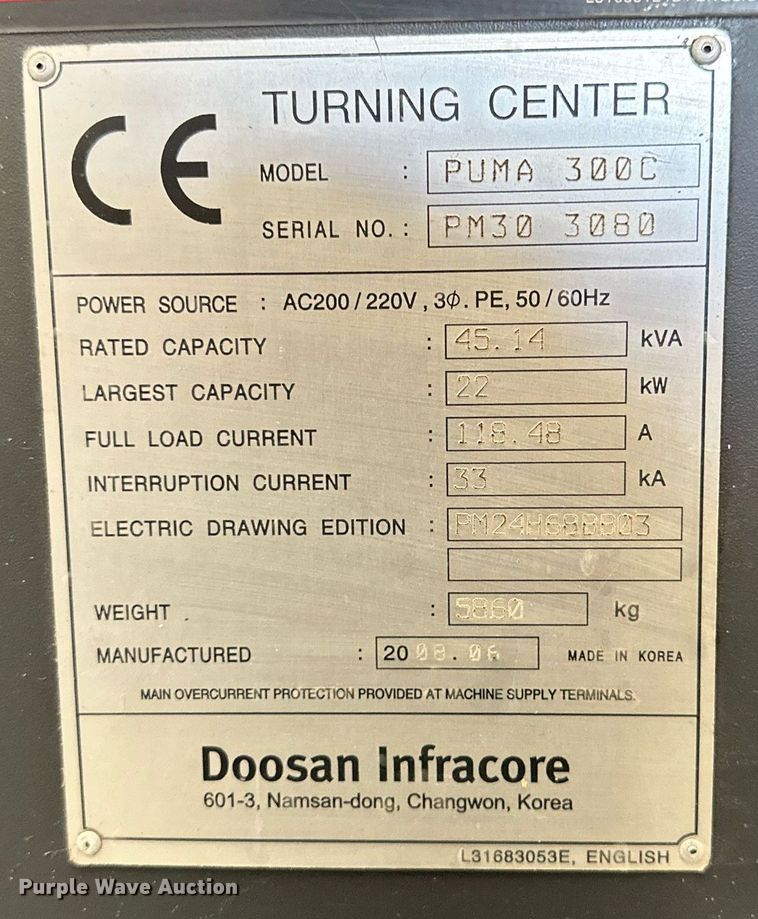 CE
TURNING CENTER
MODEL : PUMA 300C
SERIAL NO. : PM30 3080
POWER SOURCE : AC200/220V, 3Φ. PE, 50/60Hz
RATED CAPACITY : 45.14 kVA
LARGEST CAPACITY : 22 kW
FULL LOAD CURRENT : 118.48 A
INTERRUPTION CURRENT : 33 kA
ELECTRIC DRAWING EDITION :
WEIGHT : 5860 kg
MANUFACTURED : 2008.06 MADE IN KOREA
MAIN OVERCURRENT PROTECTION PROVIDED AT MACHINE SUPPLY TERMINALS.
Doosan Infracore
601-3, Namsan-dong, Changwon, Korea
L31683053E, ENGLISH
Purple Wave Auction